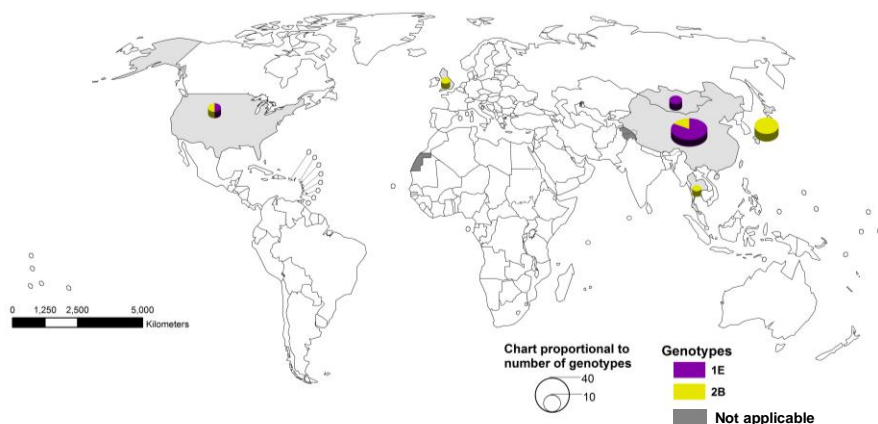 0 1,250 2,500 5,000
Kilometers
Chart proportional to
number of genotypes
40
10
Genotypes
1E
2B
Not applicable